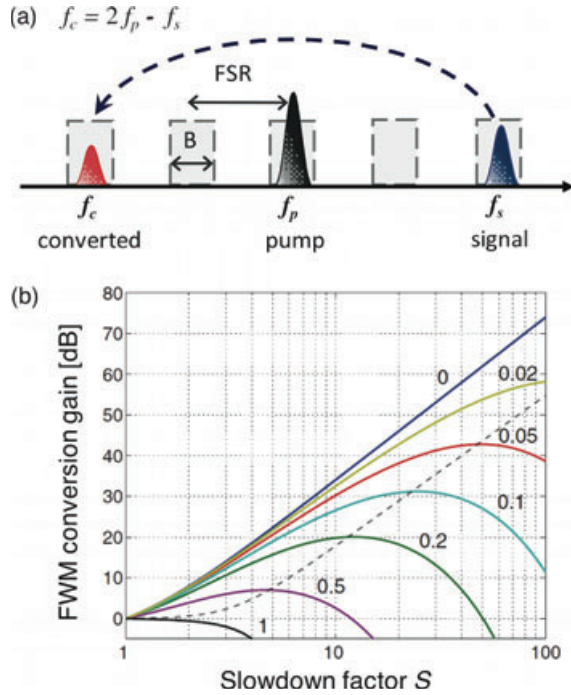 (a) f_c = 2 f_p - f_s
FSR
B
f_c f_p f_s
converted pump signal
(b)
80
70
60
50
40
30
20
10
0
FWM conversion gain [dB]
0
0.02
0.05
0.1
0.2
0.5
1
1 10 100
Slowdown factor S